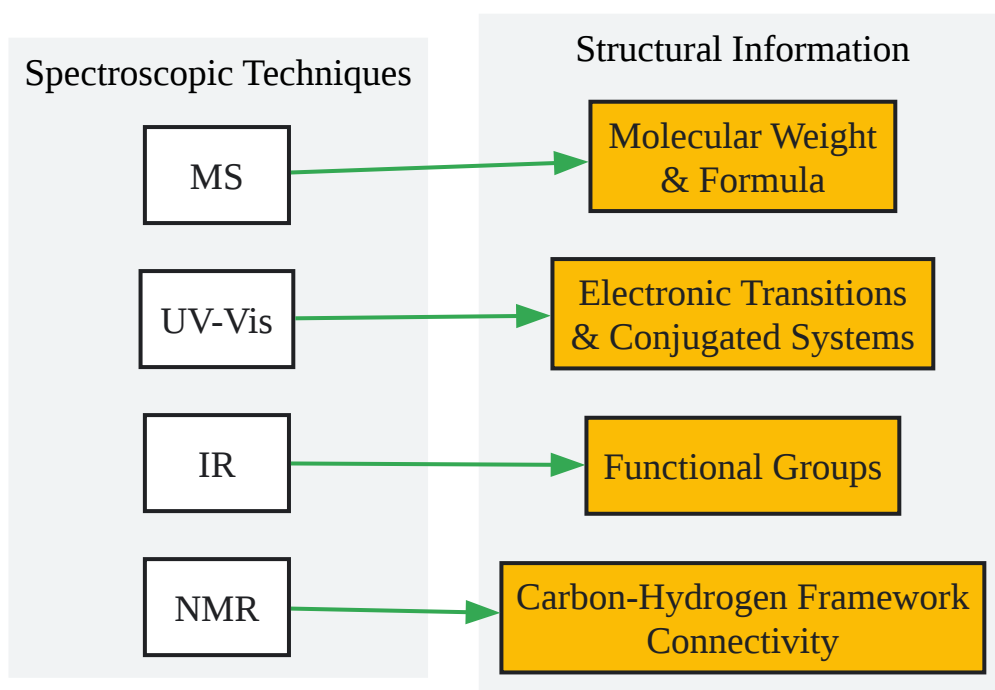 Spectroscopic Techniques
MS
UV-Vis
IR
NMR
Structural Information
Molecular Weight
& Formula
Electronic Transitions
& Conjugated Systems
Functional Groups
Carbon-Hydrogen Framework
Connectivity